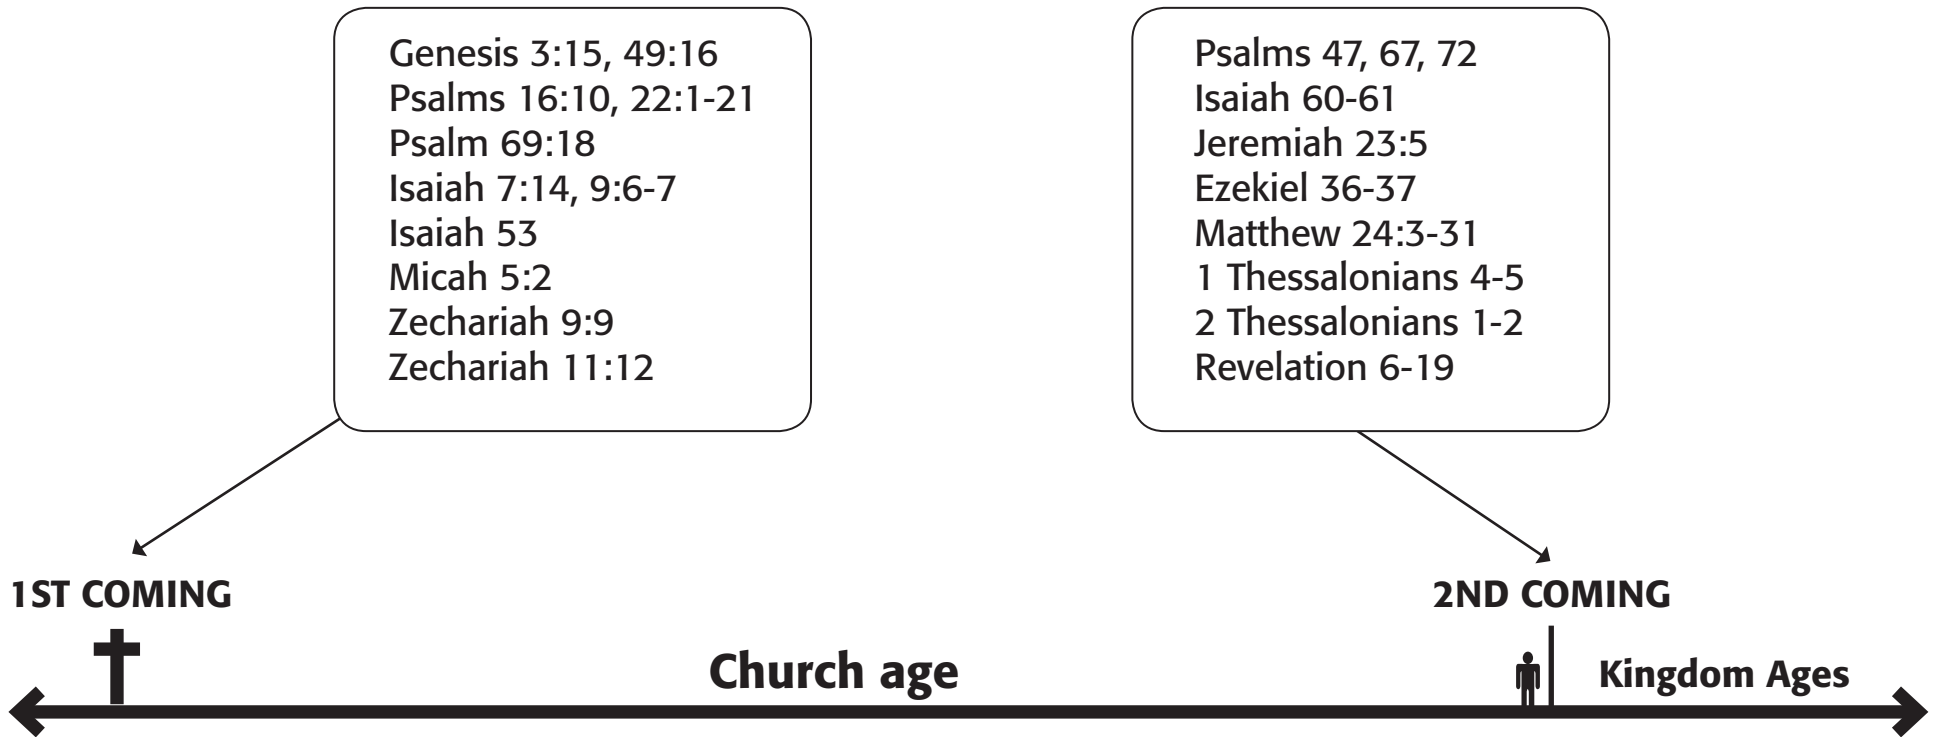 Genesis 3:15, 49:16
Psalms 16:10, 22:1-21
Psalm 69:18
Isaiah 7:14, 9:6-7
Isaiah 53
Micah 5:2
Zechariah 9:9
Zechariah 11:12
Psalms 47, 67, 72
Isaiah 60-61
Jeremiah 23:5
Ezekiel 36-37
Matthew 24:3-31
1 Thessalonians 4-5
2 Thessalonians 1-2
Revelation 6-19
1ST COMING
2ND COMING
Church age
Kingdom Ages